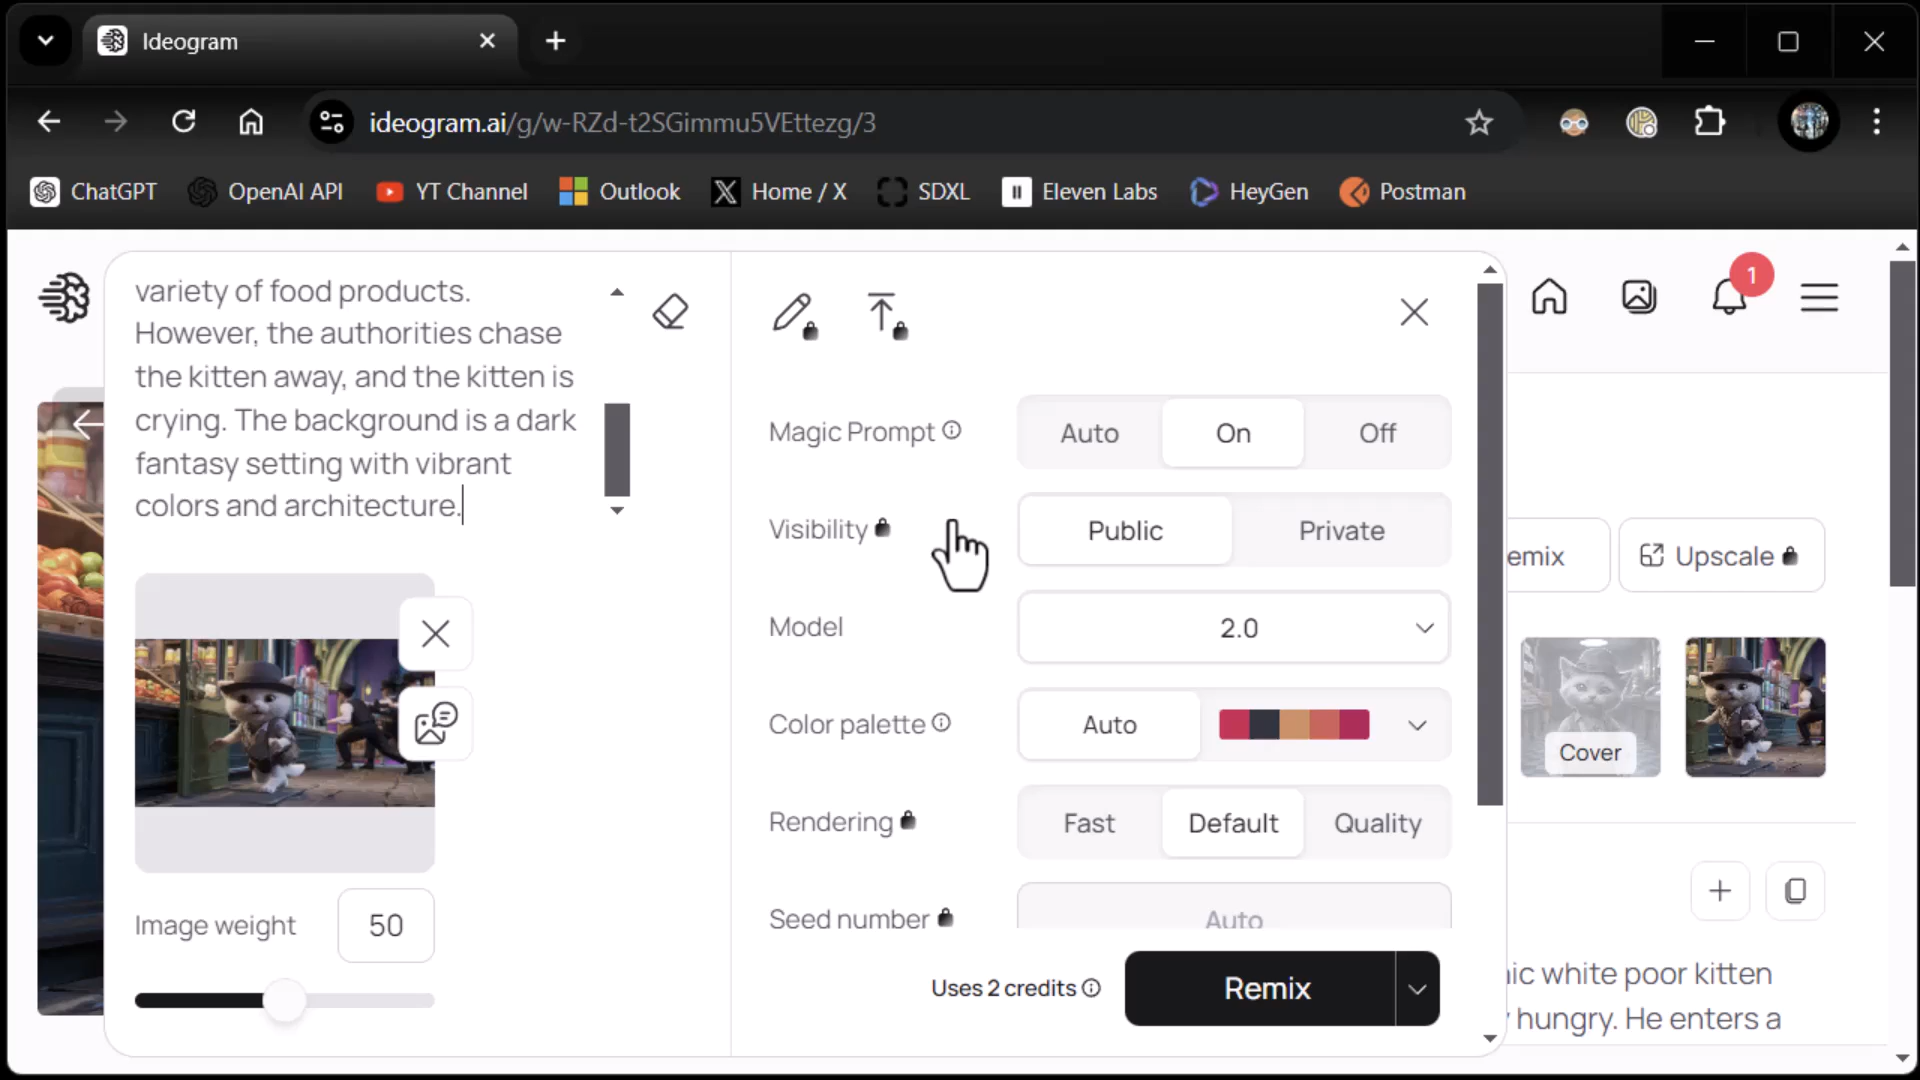 Ideogram
ideogram.ai/g/w-RZd-t2SGimmu5VEttezg/3
ChatGPT
OpenAI API
YT Channel
Outlook
Home / X
SDXL
Eleven Labs
HeyGen
Postman
1
variety of food products.
However, the authorities chase
the kitten away, and the kitten is
crying. The background is a dark
fantasy setting with vibrant
colors and architecture.
Image weight
50
Magic Prompt
Auto
On
Off
Visibility
Public
Private
Model
2.0
Color palette
Auto
Rendering
Fast
Default
Quality
Seed number
Auto
Uses 2 credits
Remix
emix
Upscale
Cover
nic white poor kitten
hungry. He enters a